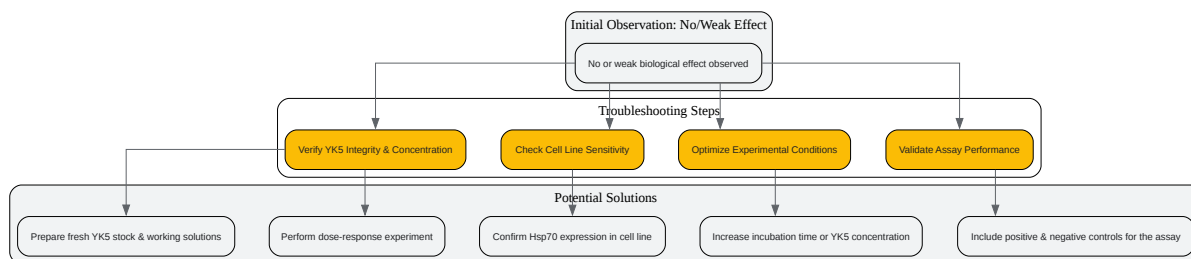 Initial Observation: No/Weak Effect
No or weak biological effect observed
Troubleshooting Steps
Verify YK5 Integrity & Concentration
Check Cell Line Sensitivity
Optimize Experimental Conditions
Validate Assay Performance
Potential Solutions
Prepare fresh YK5 stock & working solutions
Perform dose-response experiment
Confirm Hsp70 expression in cell line
Increase incubation time or YK5 concentration
Include positive & negative controls for the assay